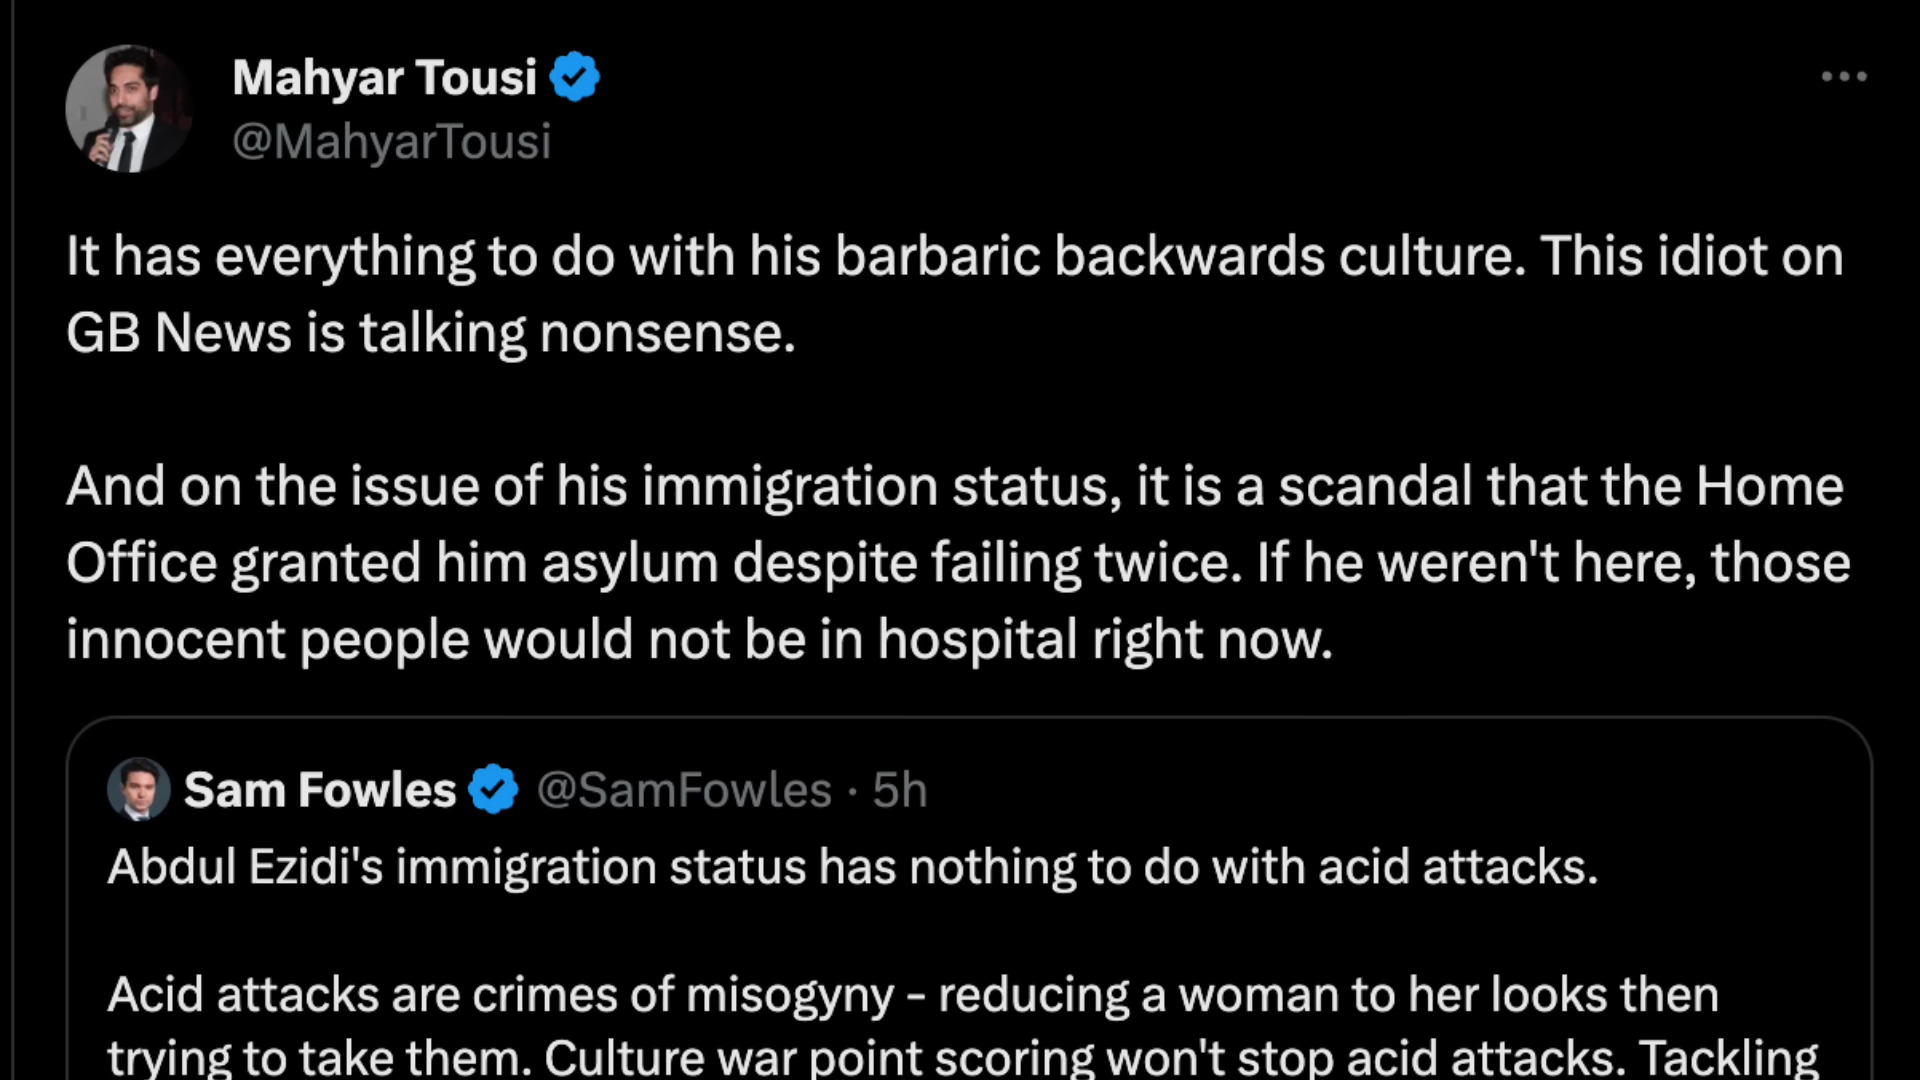 Mahyar Tousi
@MahyarTousi
It has everything to do with his barbaric backwards culture. This idiot on
GB News is talking nonsense.
And on the issue of his immigration status, it is a scandal that the Home
Office granted him asylum despite failing twice. If he weren't here, those
innocent people would not be in hospital right now.
Sam Fowles @SamFowles · 5h
Abdul Ezidi's immigration status has nothing to do with acid attacks.
Acid attacks are crimes of misogyny - reducing a woman to her looks then
trying to take them. Culture war point scoring won't stop acid attacks. Tackling